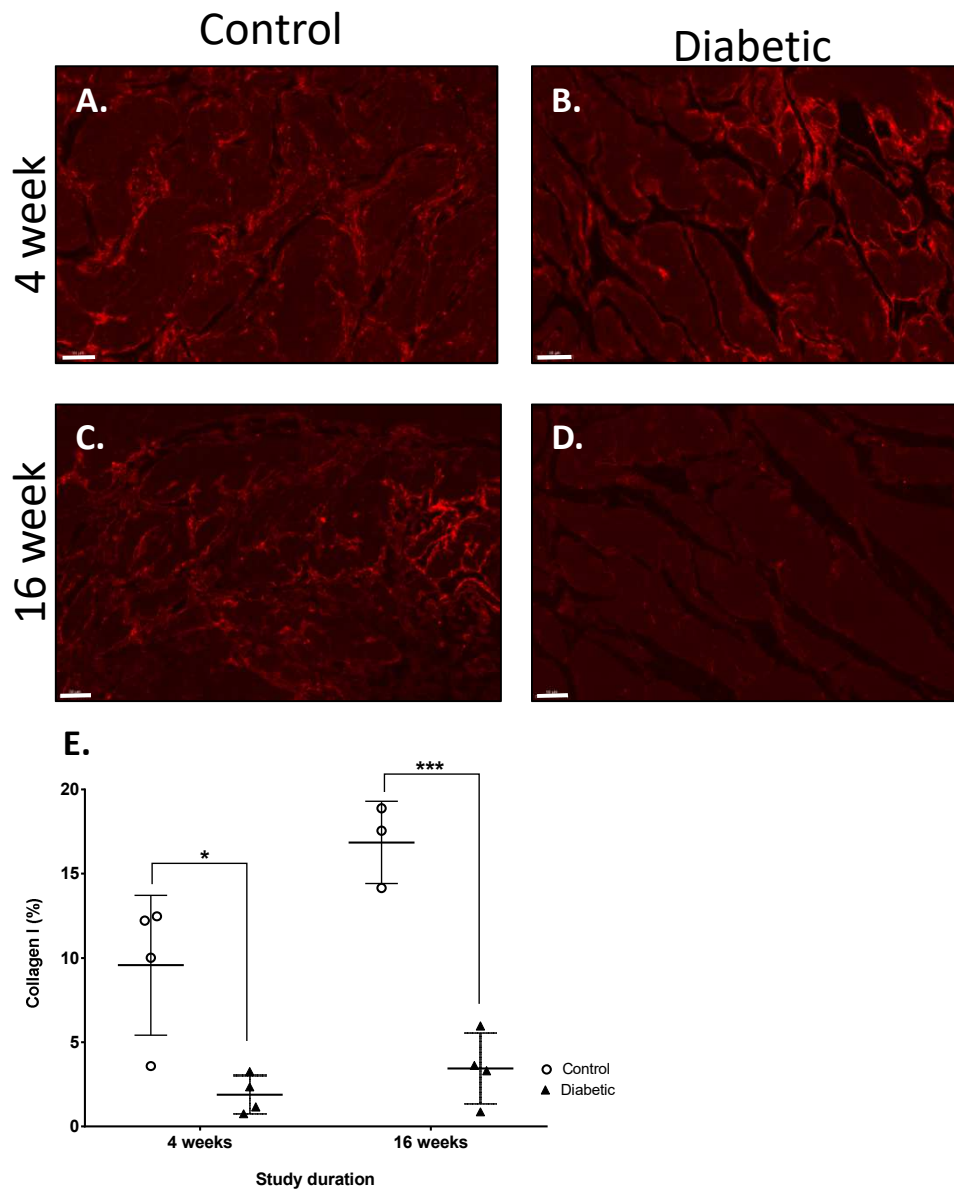 Control
Diabetic
4 week
A.
B.
16 week
C.
D.
E.
***
*
20
15
10
5
0
Collagen I (%)
Control
Diabetic
4 weeks
16 weeks
Study duration